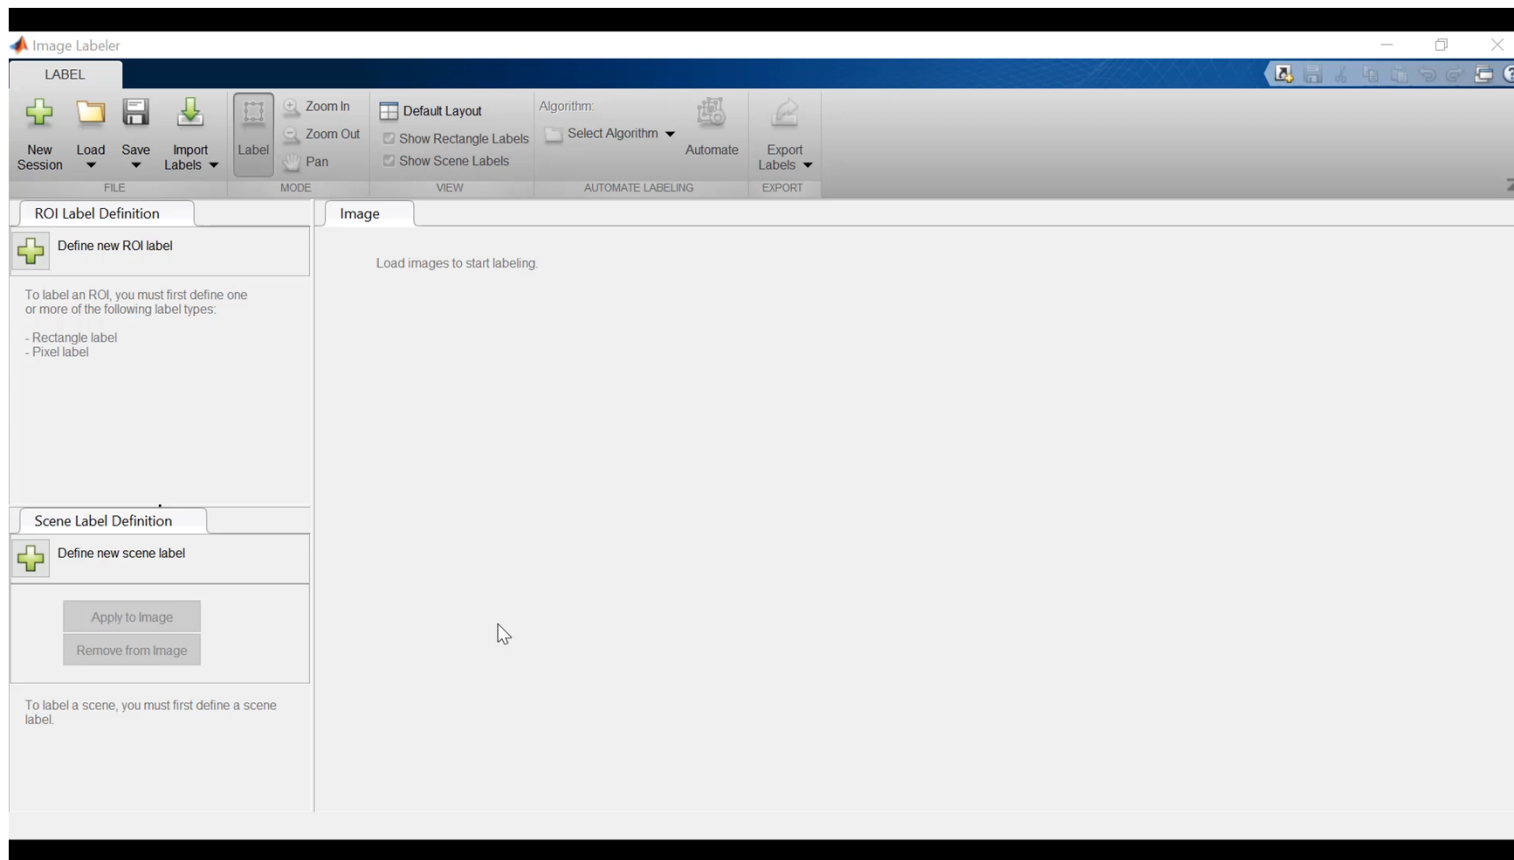 Image Labeler
LABEL
New Session
Load
Save
Import Labels
FILE
Label
Zoom In
Zoom Out
Pan
MODE
Default Layout
Show Rectangle Labels
Show Scene Labels
VIEW
Algorithm:
Select Algorithm
Automate
AUTOMATE LABELING
Export Labels
EXPORT
ROI Label Definition
Define new ROI label
To label an ROI, you must first define one
or more of the following label types:
- Rectangle label
- Pixel label
Image
Load images to start labeling.
Scene Label Definition
Define new scene label
Apply to Image
Remove from Image
To label a scene, you must first define a scene
label.